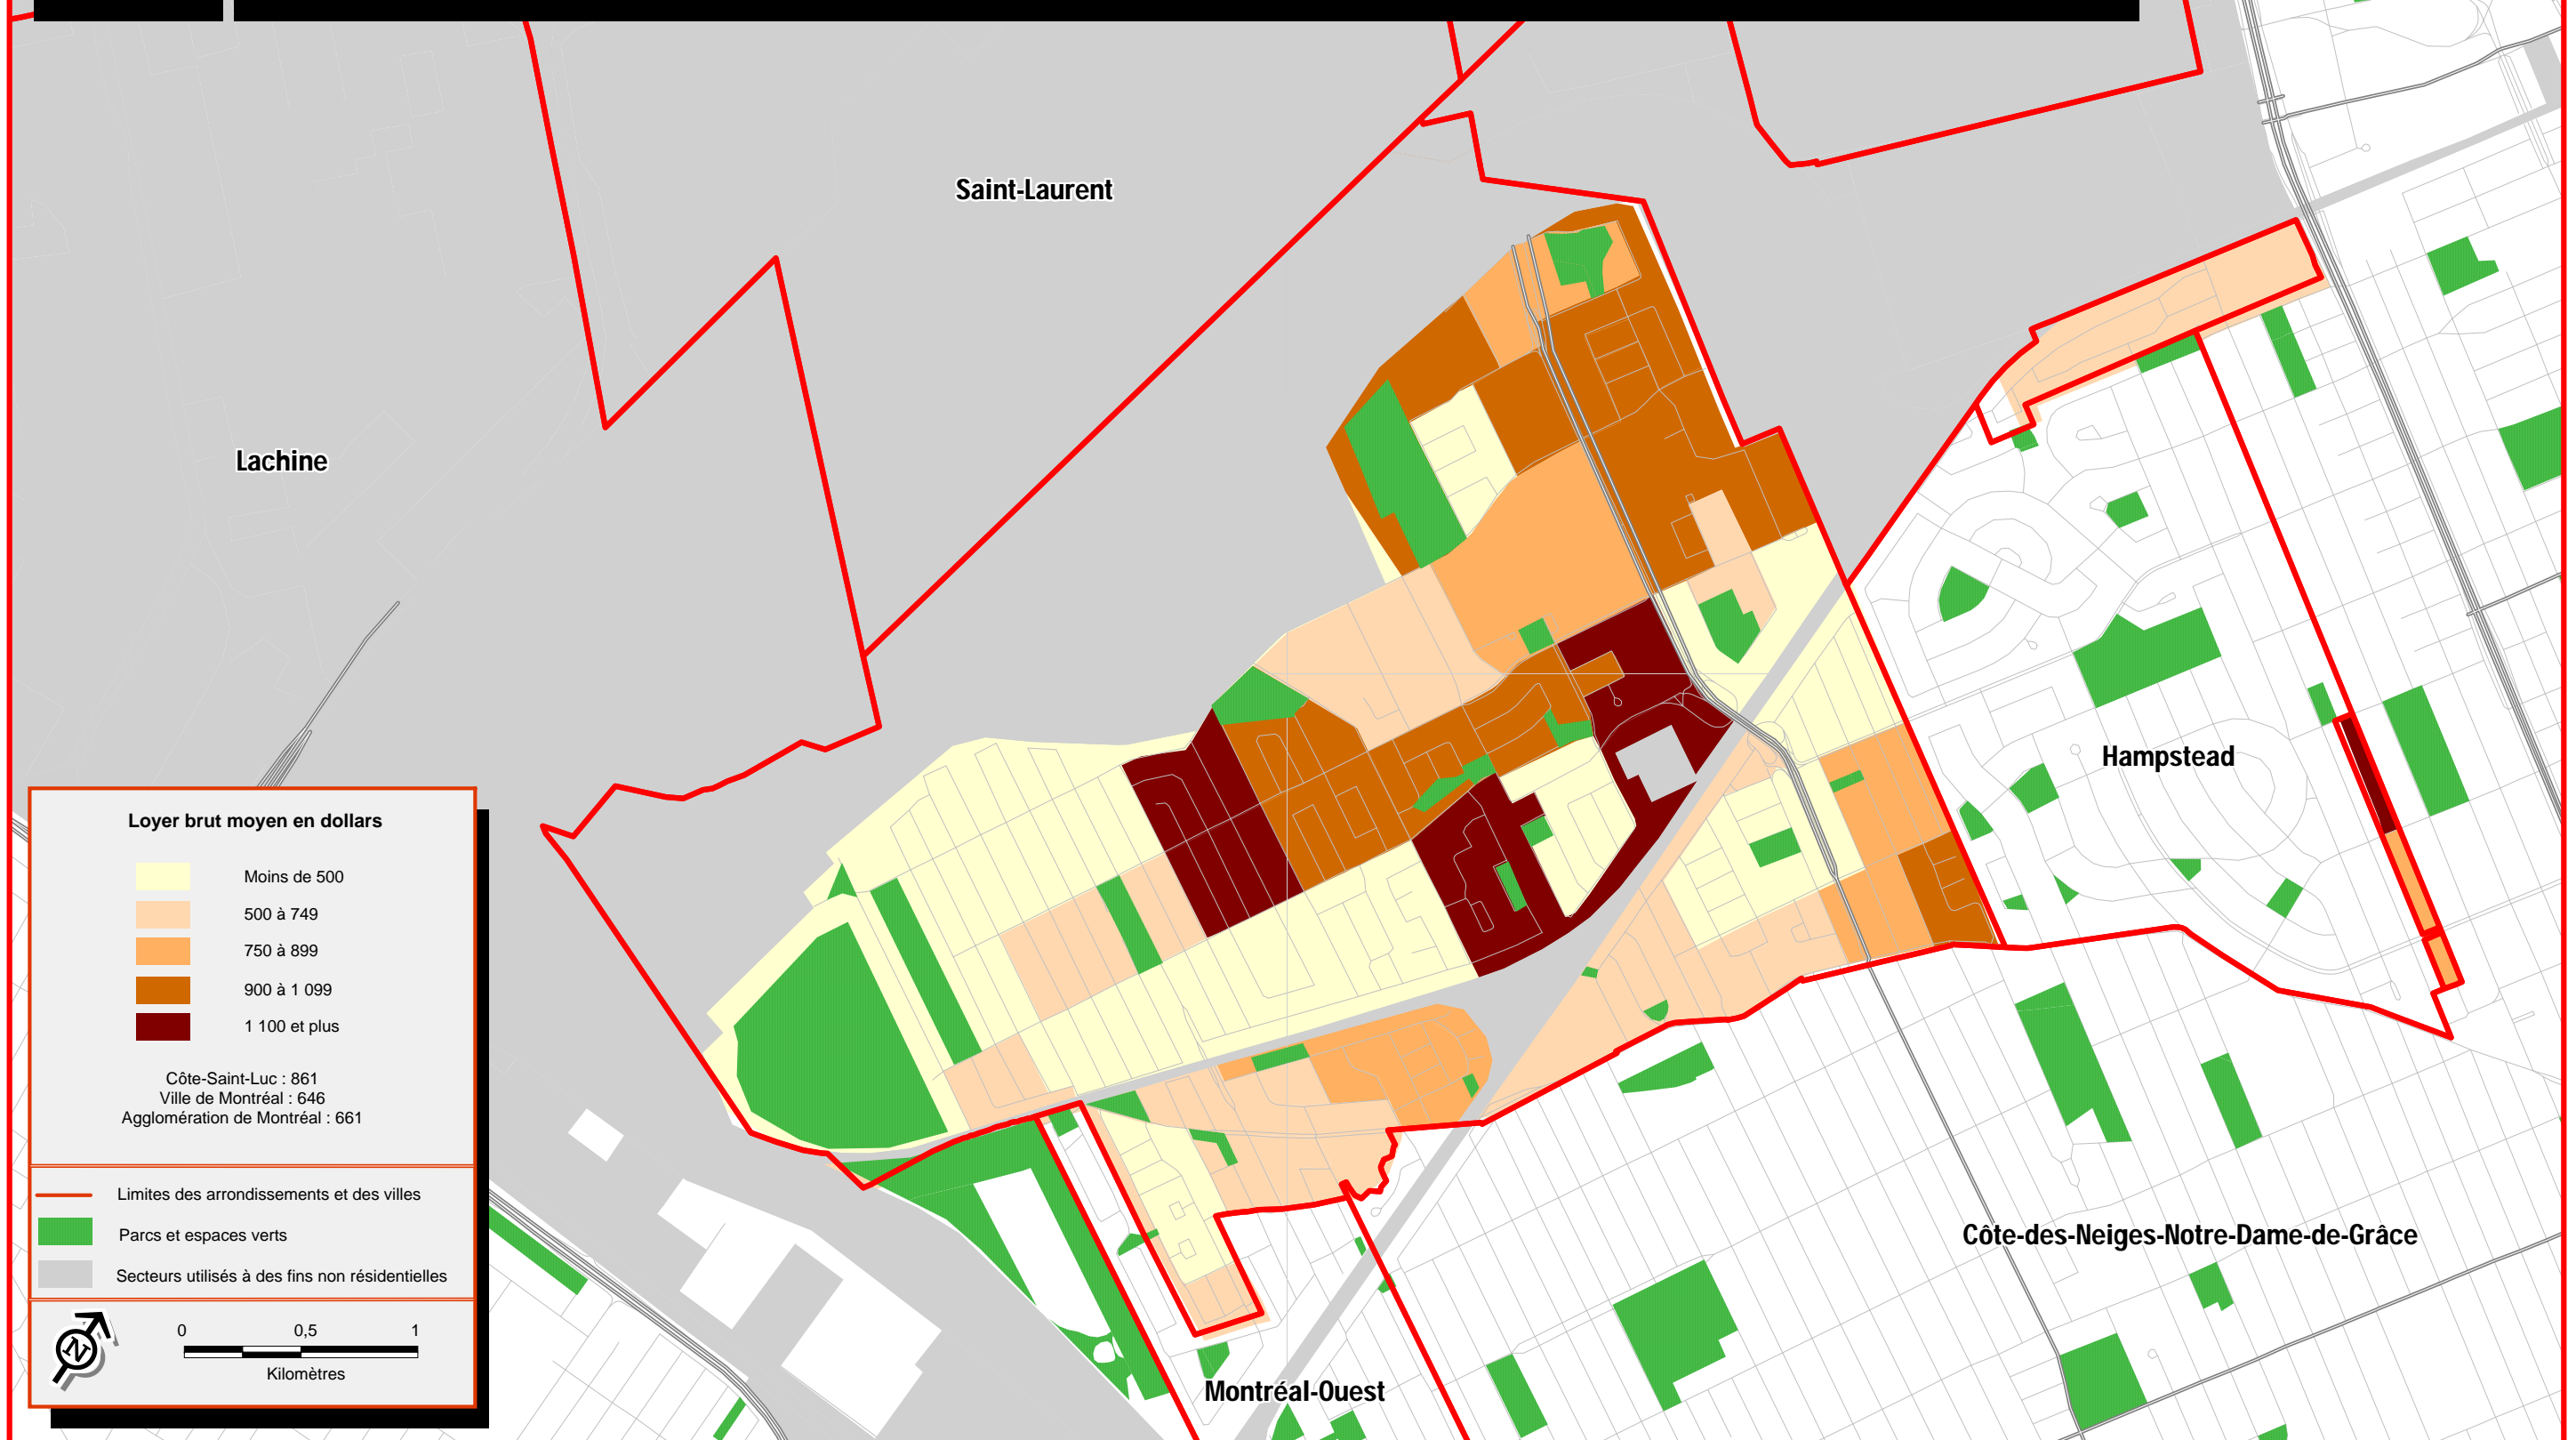 Saint-Laurent
Lachine
Hampstead
Côte-des-Neiges-Notre-Dame-de-Grâce
Montréal-Ouest
Loyer brut moyen en dollars
Moins de 500
500 à 749
750 à 899
900 à 1 099
1 100 et plus
Côte-Saint-Luc : 861
Ville de Montréal : 646
Agglomération de Montréal : 661
Limites des arrondissements et des villes
Parcs et espaces verts
Secteurs utilisés à des fins non résidentielles
N
0 0,5 1
Kilomètres